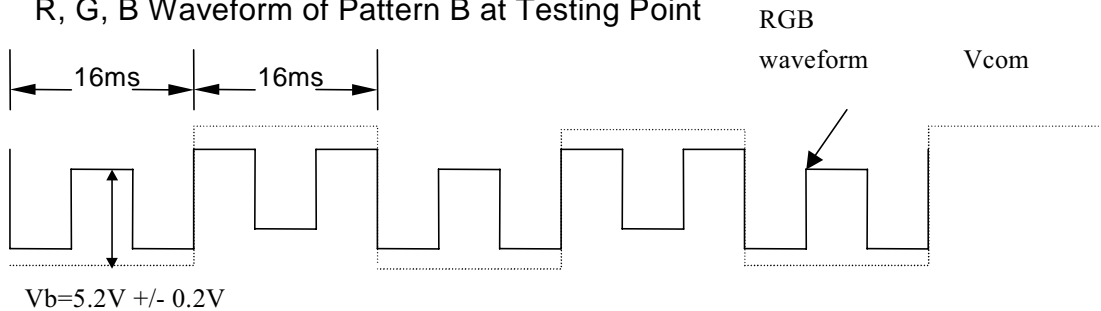 R, G, B Waveform of Pattern B at Testing Point
RGB
waveform
Vcom
16ms
16ms
Vb=5.2V +/- 0.2V